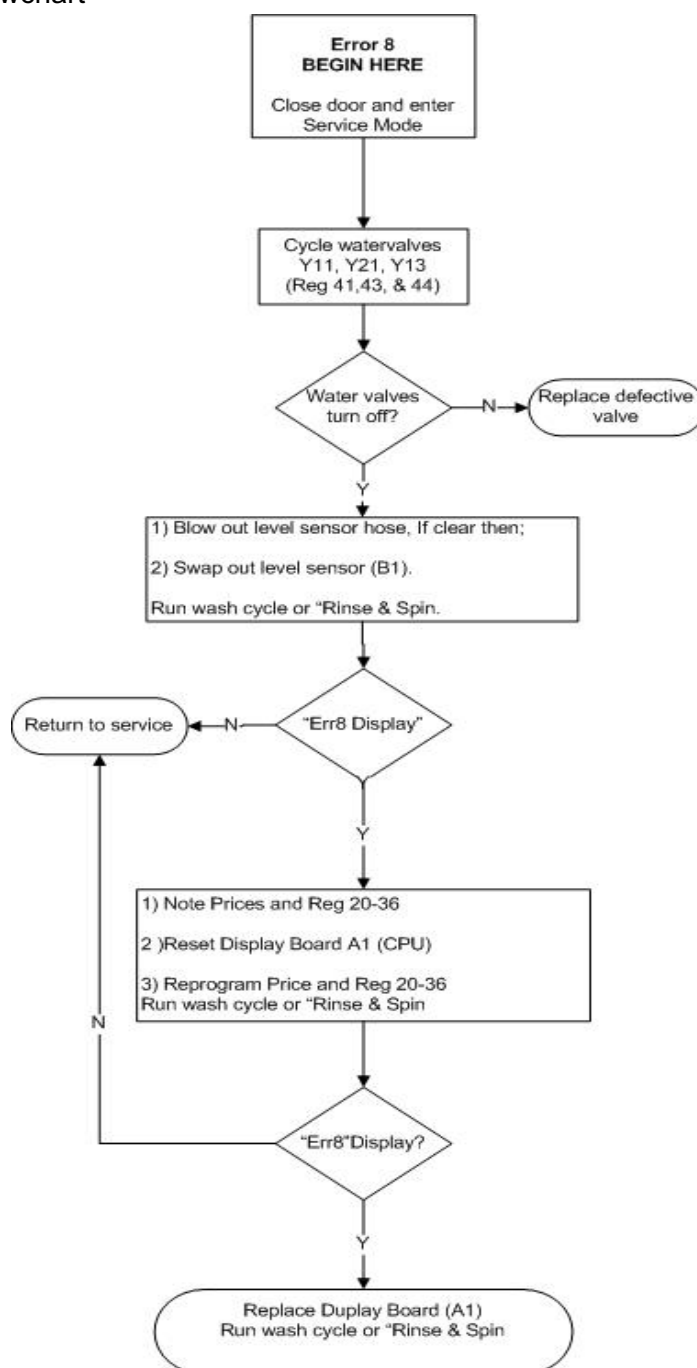 Error 8
BEGIN HERE
Close door and enter
Service Mode
Cycle watervalves
Y11, Y21, Y13
(Reg 41,43, & 44)
Water valves
turn off?
N
Replace defective
valve
Y
1) Blow out level sensor hose, If clear then;
2) Swap out level sensor (B1).
Run wash cycle or “Rinse & Spin.
“Err8 Display”
N
Return to service
Y
Y
1) Note Prices and Reg 20-36
2 )Reset Display Board A1 (CPU)
3) Reprogram Price and Reg 20-36
Run wash cycle or “Rinse & Spin
N
“Err8”Display?
Y
Replace Duplay Board (A1)
Run wash cycle or “Rinse & Spin